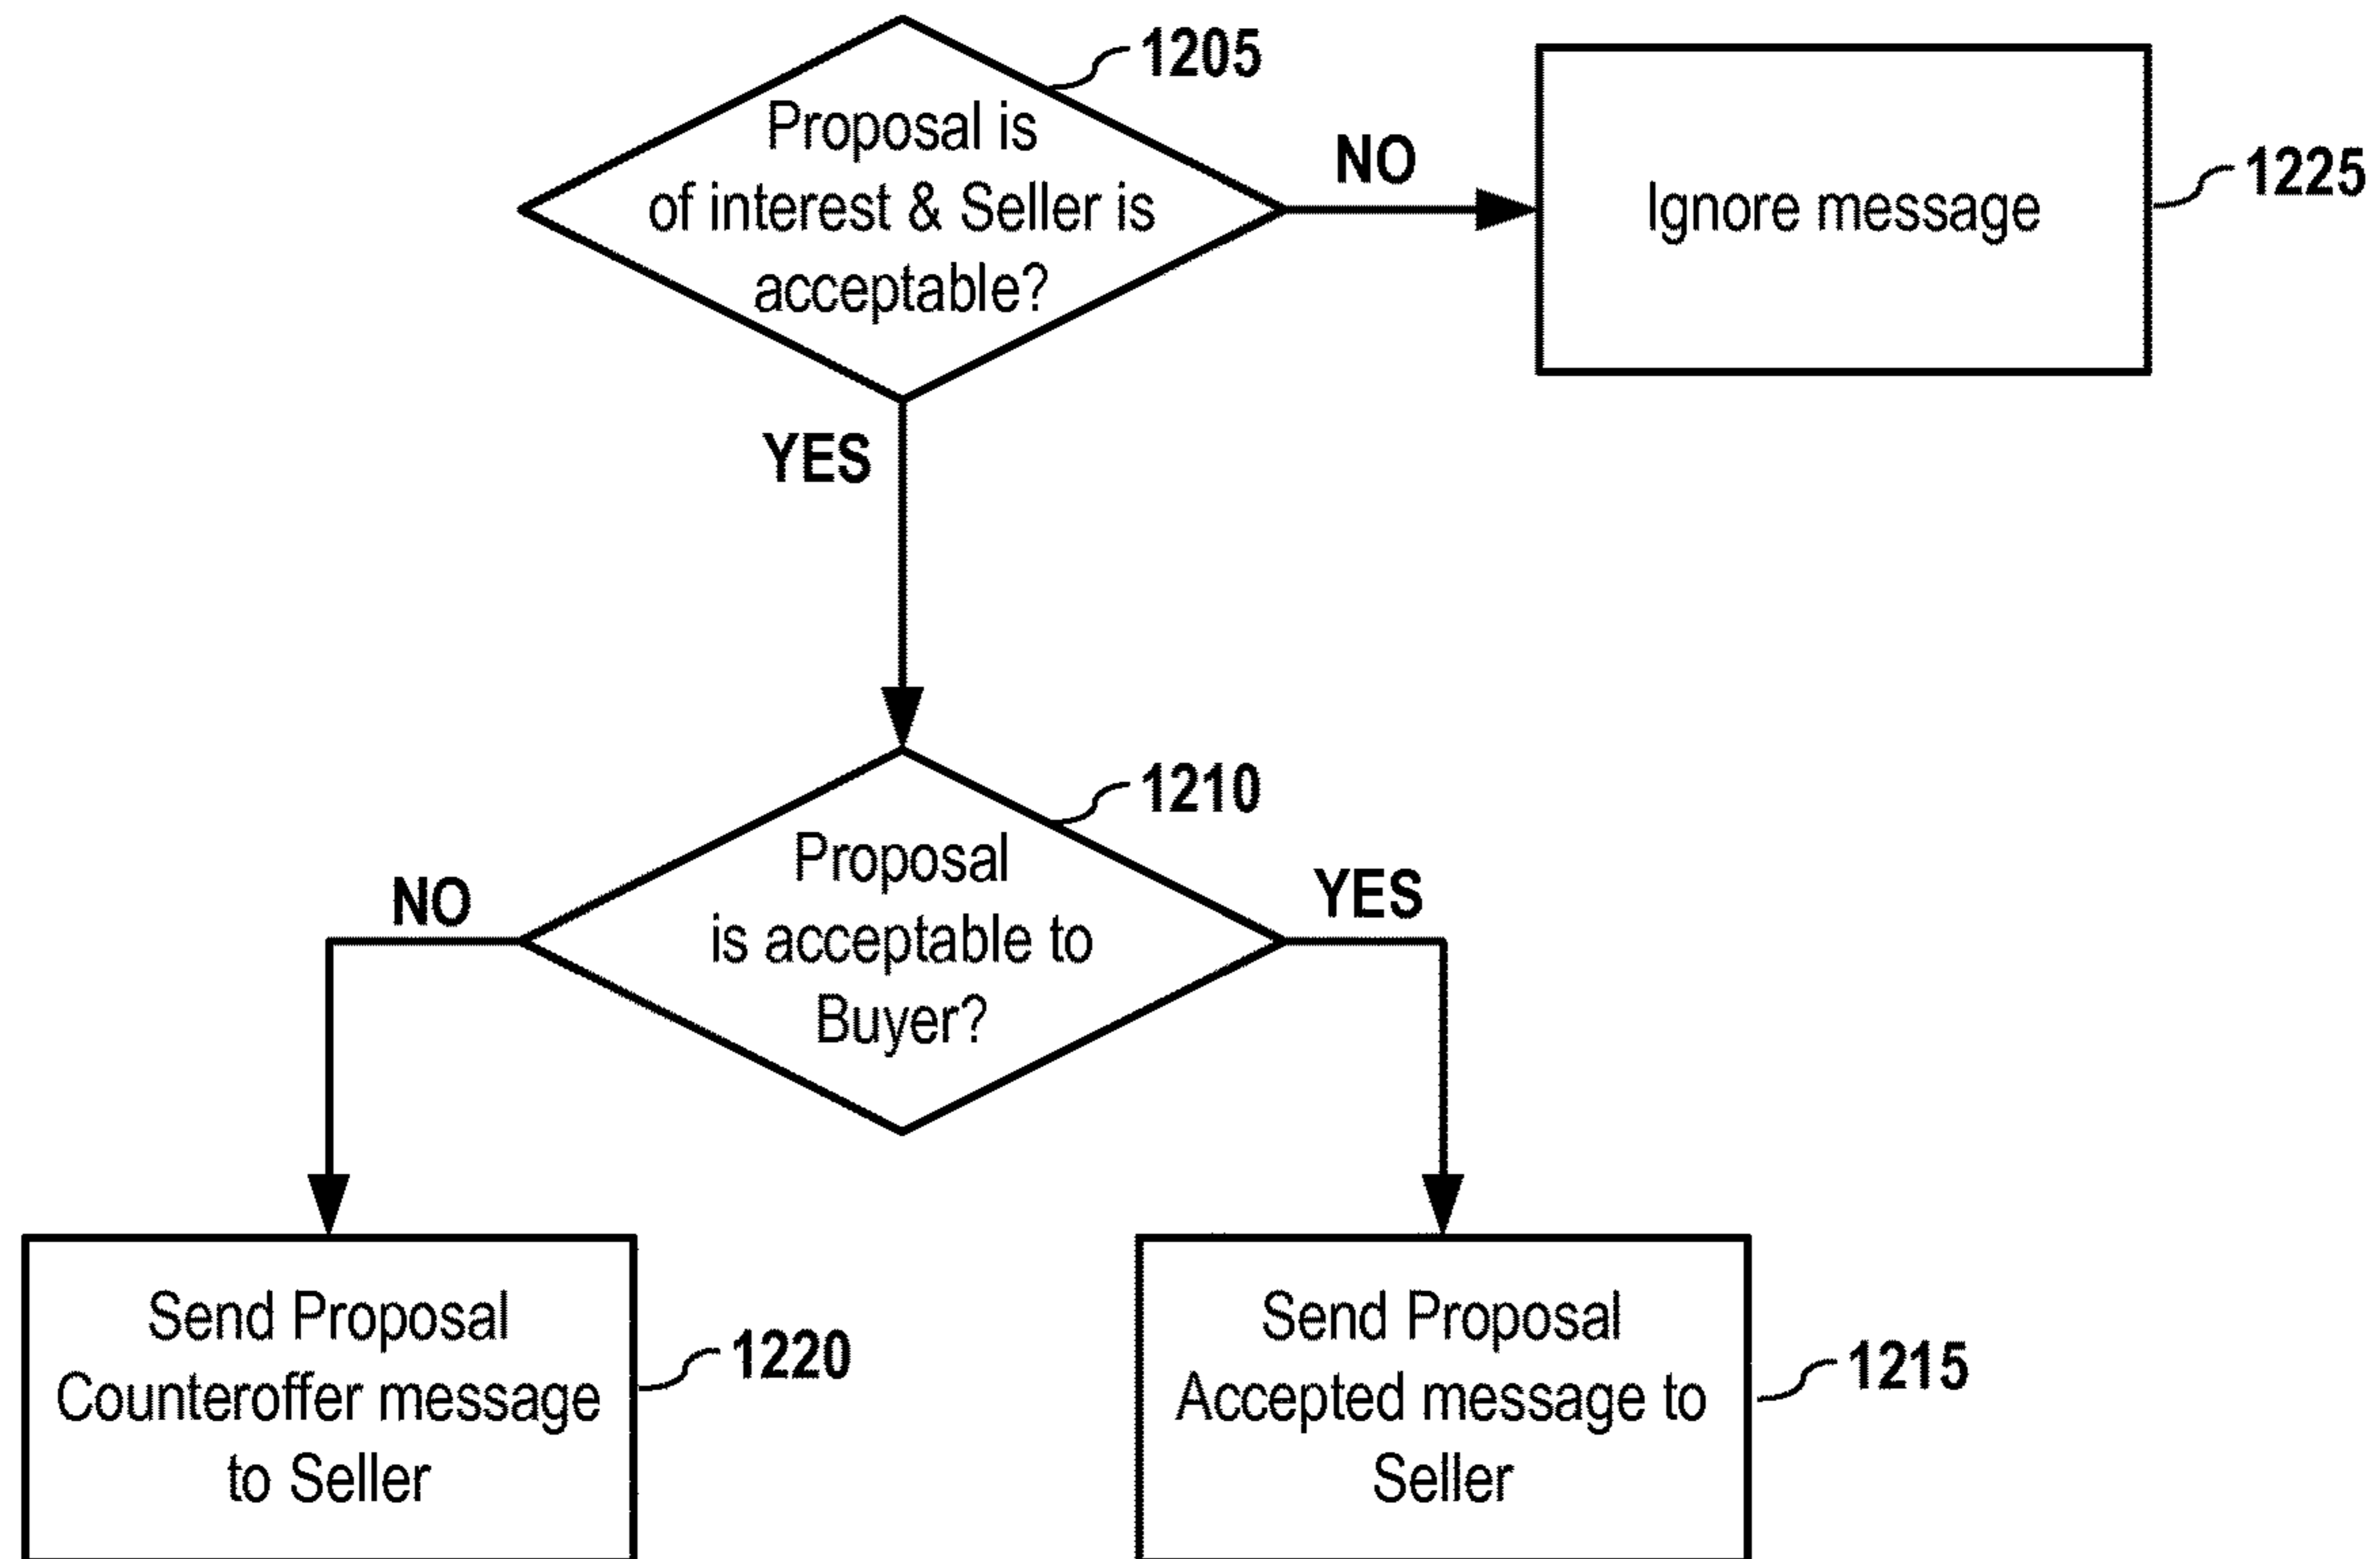 1205
Proposal is
of interest & Seller is
acceptable?
NO
Ignore message
1225
YES
1210
Proposal
is acceptable to
Buyer?
NO
YES
Send Proposal
Counteroffer message
to Seller
1220
Send Proposal
Accepted message to
Seller
1215